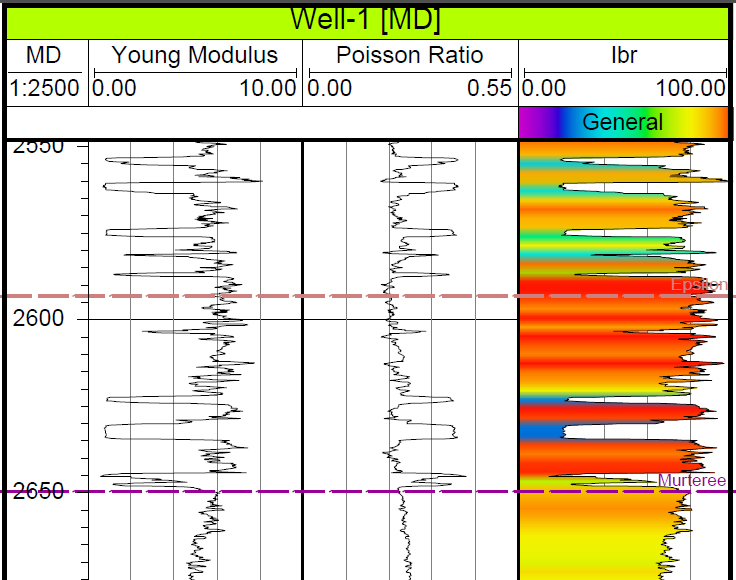 Well-1 [MD]
MD Young Modulus Poisson Ratio Ibr
1:2500 0.00 10.00 0.00 0.55 0.00 100.00
General
2550
Epsilon
2600
Murteree
2650